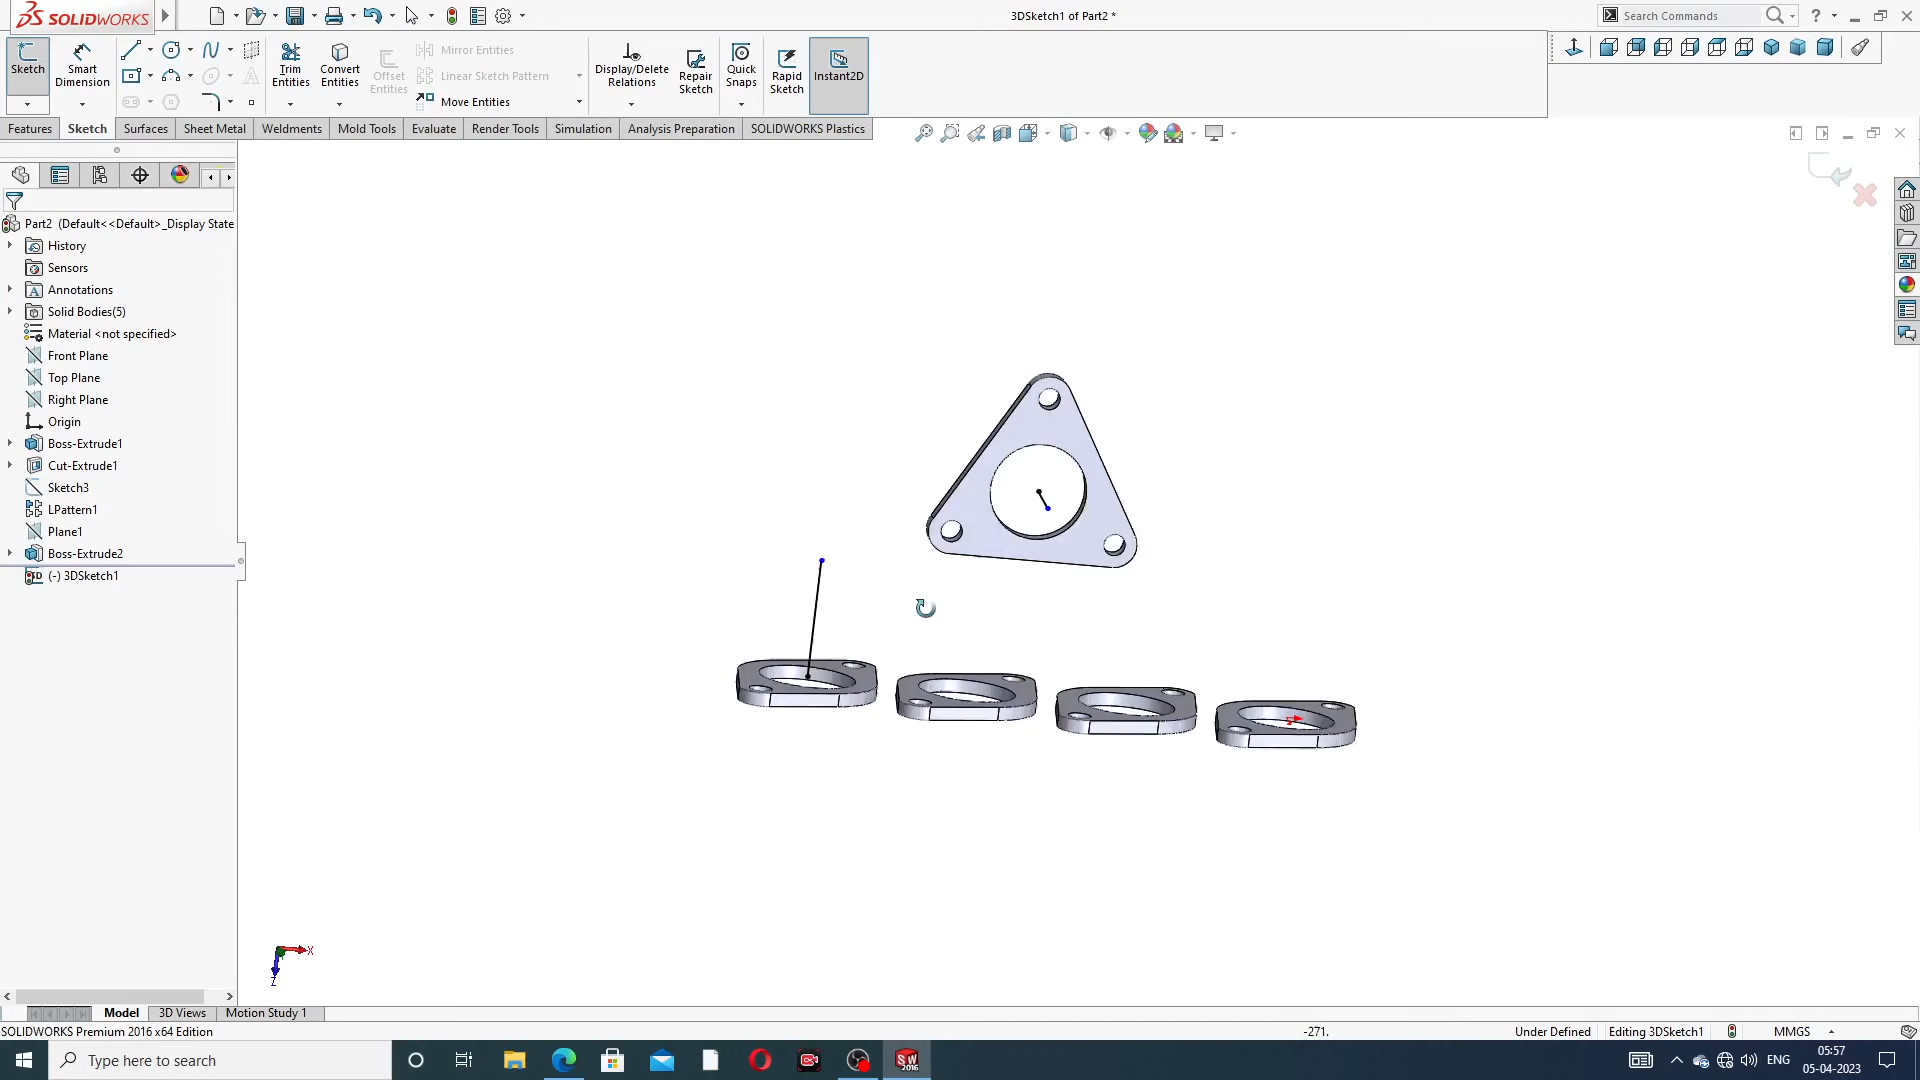 SOLIDWORKS
3DSketch1 of Part2 *
Search Commands
Sketch
Smart Dimension
Trim Entities
Convert Entities
Offset Entities
Mirror Entities
Linear Sketch Pattern
Move Entities
Display/Delete Relations
Repair Sketch
Quick Snaps
Rapid Sketch
Instant2D
Features
Sketch
Surfaces
Sheet Metal
Weldments
Mold Tools
Evaluate
Render Tools
Simulation
Analysis Preparation
SOLIDWORKS Plastics
Part2 (Default<<Default>_Display State
History
Sensors
Annotations
Solid Bodies(5)
Material <not specified>
Front Plane
Top Plane
Right Plane
Origin
Boss-Extrude1
Cut-Extrude1
Sketch3
LPattern1
Plane1
Boss-Extrude2
(-) 3DSketch1
X
Z
Model
3D Views
Motion Study 1
SOLIDWORKS Premium 2016 x64 Edition
-271.
Under Defined
Editing 3DSketch1
MMGS
Type here to search
SW
2016
ENG
05:57
05-04-2023